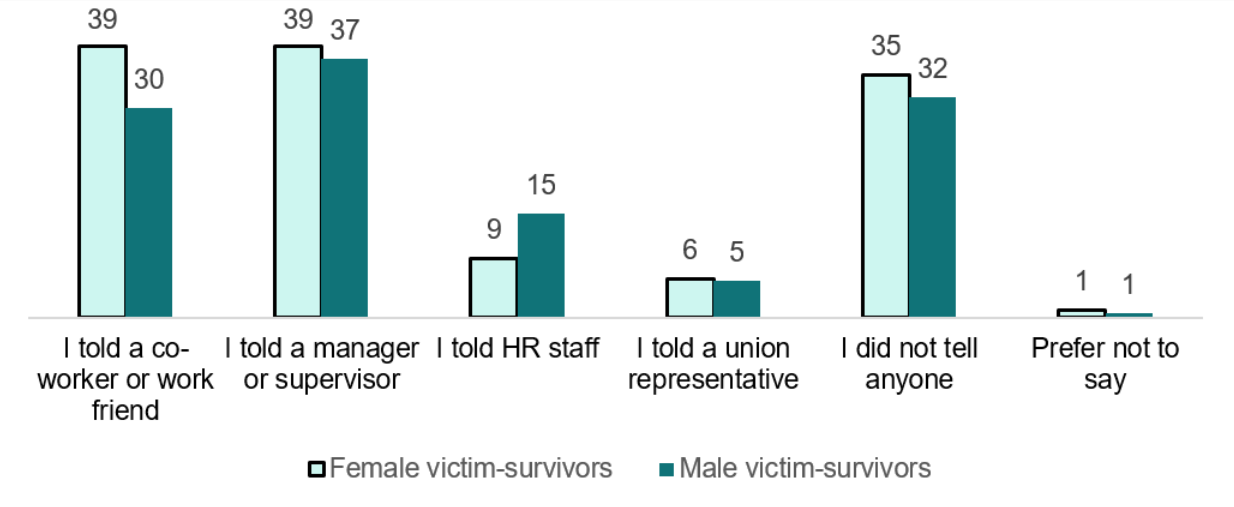 39
30
39
37
9
15
6
5
35
32
1
1
I told a co-
worker or work
friend
I told a manager
or supervisor
I told HR staff
I told a union
representative
I did not tell
anyone
Prefer not to
say
Female victim-survivors
Male victim-survivors